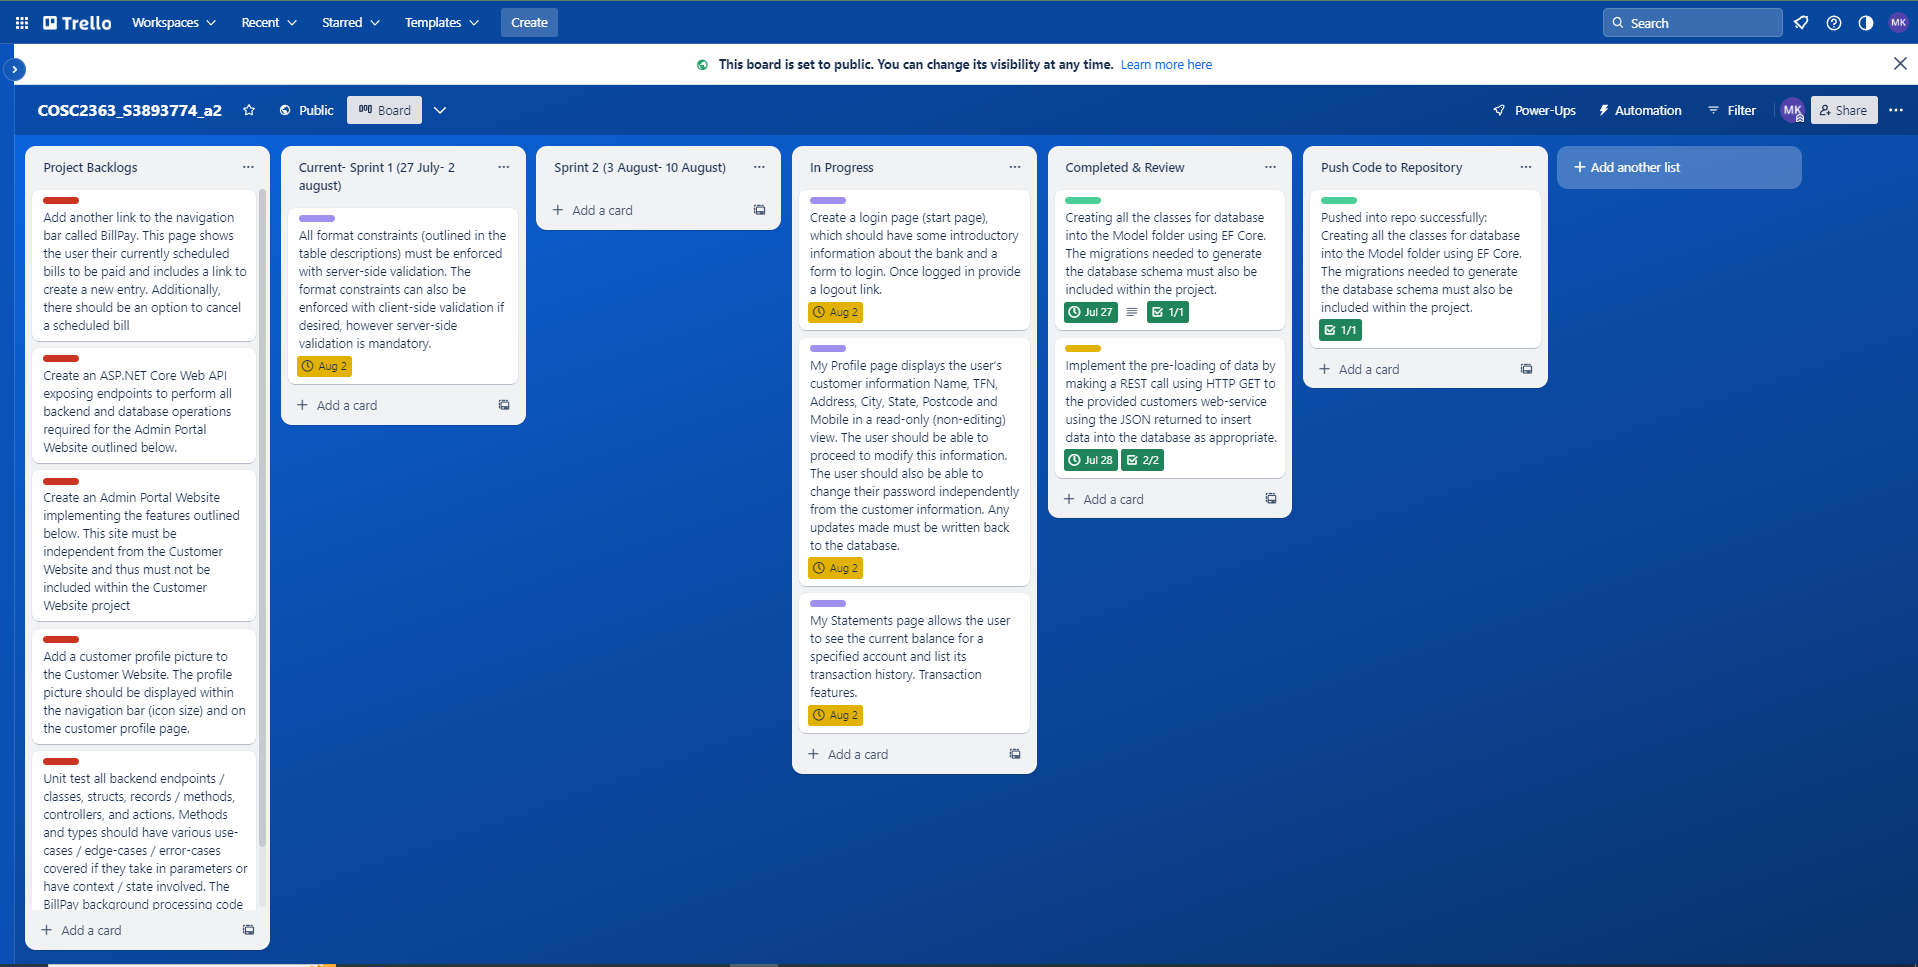 Trello
Workspaces
Recent
Starred
Templates
Create
Search
MK
This board is set to public. You can change its visibility at any time. Learn more here
COSC2363_S3893774_a2
Public
Board
Power-Ups
Automation
Filter
MK
Share
Project Backlogs
Add another link to the navigation
bar called BillPay. This page shows
the user their currently scheduled
bills to be paid and includes a link to
create a new entry. Additionally,
there should be an option to cancel
a scheduled bill
Create an ASP.NET Core Web API
exposing endpoints to perform all
backend and database operations
required for the Admin Portal
Website outlined below.
Create an Admin Portal Website
implementing the features outlined
below. This site must be
independent from the Customer
Website and thus must not be
included within the Customer
Website project
Add a customer profile picture to
the Customer Website. The profile
picture should be displayed within
the navigation bar (icon size) and on
the customer profile page.
Unit test all backend endpoints /
classes, structs, records / methods,
controllers, and actions. Methods
and types should have various use-
cases / edge-cases / error-cases
covered if they take in parameters or
have context / state involved. The
BillPay background processing code
Add a card
Current- Sprint 1 (27 July- 2
august)
All format constraints (outlined in the
table descriptions) must be enforced
with server-side validation. The
format constraints can also be
enforced with client-side validation if
desired, however server-side
validation is mandatory.
Aug 2
Add a card
Sprint 2 (3 August- 10 August)
Add a card
In Progress
Create a login page (start page),
which should have some introductory
information about the bank and a
form to login. Once logged in provide
a logout link.
Aug 2
My Profile page displays the user's
customer information Name, TFN,
Address, City, State, Postcode and
Mobile in a read-only (non-editing)
view. The user should be able to
proceed to modify this information.
The user should also be able to
change their password independently
from the customer information. Any
updates made must be written back
to the database.
Aug 2
My Statements page allows the user
to see the current balance for a
specified account and list its
transaction history. Transaction
features.
Aug 2
Add a card
Completed & Review
Creating all the classes for database
into the Model folder using EF Core.
The migrations needed to generate
the database schema must also be
included within the project.
Jul 27 1/1
Implement the pre-loading of data by
making a REST call using HTTP GET to
the provided customers web-service
using the JSON returned to insert
data into the database as appropriate.
Jul 28 2/2
Add a card
Push Code to Repository
Pushed into repo successfully:
Creating all the classes for database
into the Model folder using EF Core.
The migrations needed to generate
the database schema must also be
included within the project.
1/1
Add a card
Add another list